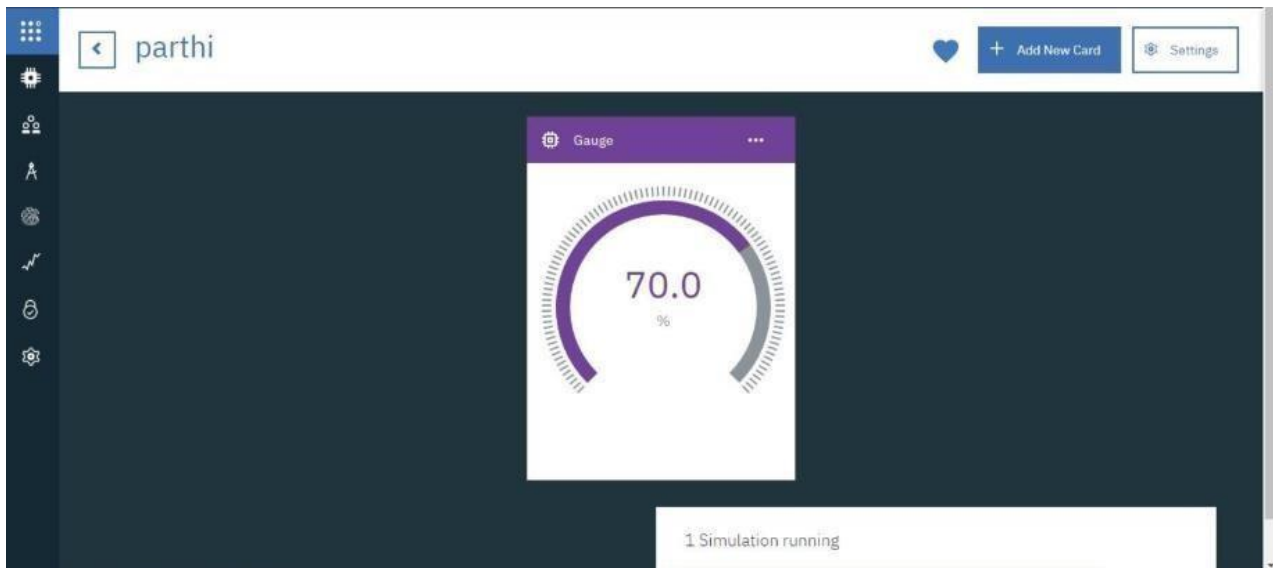 parthi
+ Add New Card
Settings
Gauge
70.0
%
1 Simulation running